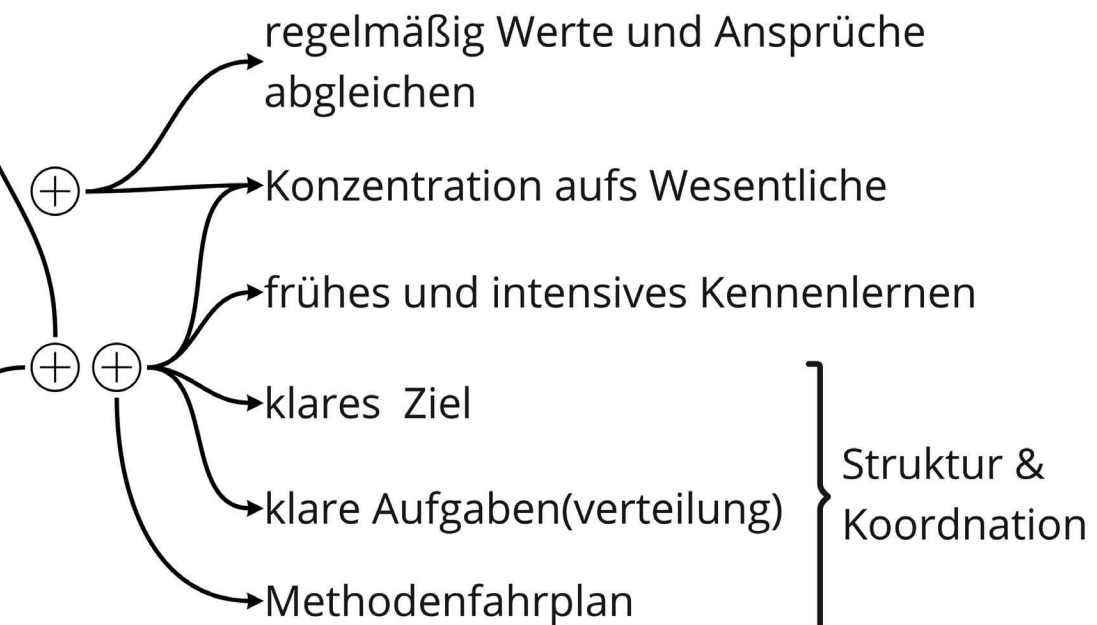 regelmäßig Werte und Ansprüche
abgleichen
Konzentration aufs Wesentliche
frühes und intensives Kennenlernen
klares  Ziel
klare Aufgaben(verteilung)
Methodenfahrplan
Struktur &
Koordnation